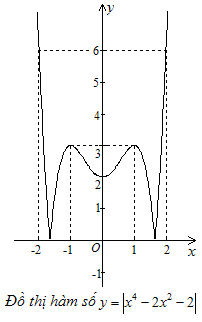 y
6
5
4
3
2
1
-2 -1 O 1 2 x
-1
Đồ thị hàm số y = |x⁴ − 2x² − 2|